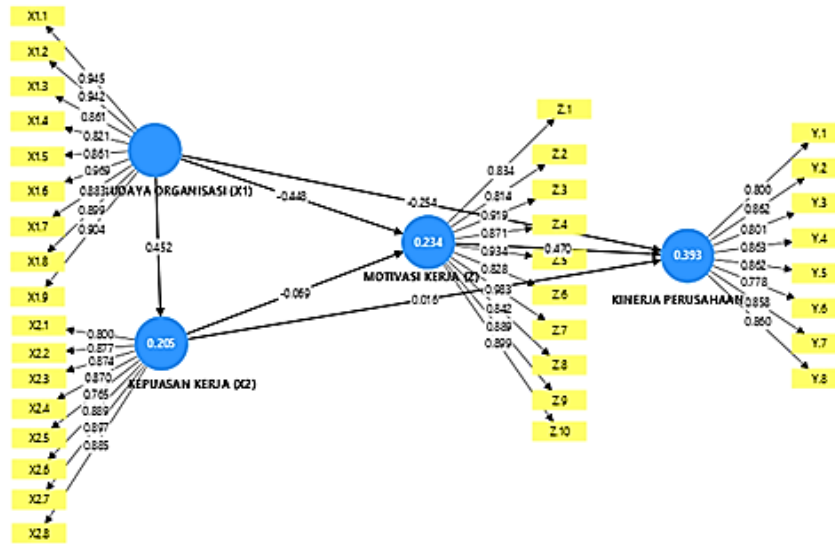 X1.1
X1.2
X1.3
X1.4
X1.5
X1.6
X1.7
X1.8
X1.9
0.945
0.942
0.861
0.821
0.861
0.969
0.883
0.899
0.904
UDAYA ORGANISASI (X1)
0.452
-0.448
-0.254
X2.1
X2.2
X2.3
X2.4
X2.5
X2.6
X2.7
X2.8
0.800
0.877
0.874
0.870
0.765
0.889
0.897
0.885
0.205
KEPUASAN KERJA (X2)
-0.069
0.016
0.234
MOTIVASI KERJA (Z)
0.470
Z.1
Z.2
Z.3
Z.4
Z.5
Z.6
Z.7
Z.8
Z.9
Z.10
0.834
0.814
0.919
0.871
0.934
0.828
0.983
0.842
0.889
0.899
0.393
KINERJA PERUSAHAAN
Y.1
Y.2
Y.3
Y.4
Y.5
Y.6
Y.7
Y.8
0.800
0.862
0.801
0.863
0.862
0.778
0.858
0.860